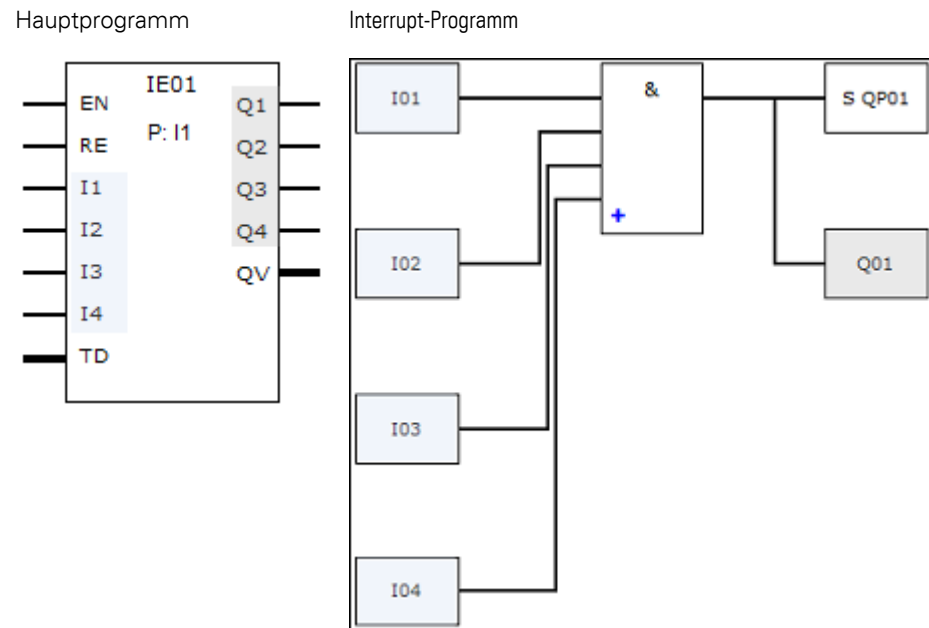 Hauptprogramm
Interrupt-Programm
IE01
P: I1
EN
RE
I1
I2
I3
I4
TD
Q1
Q2
Q3
Q4
QV
I01
I02
I03
I04
&
+
S QP01
Q01